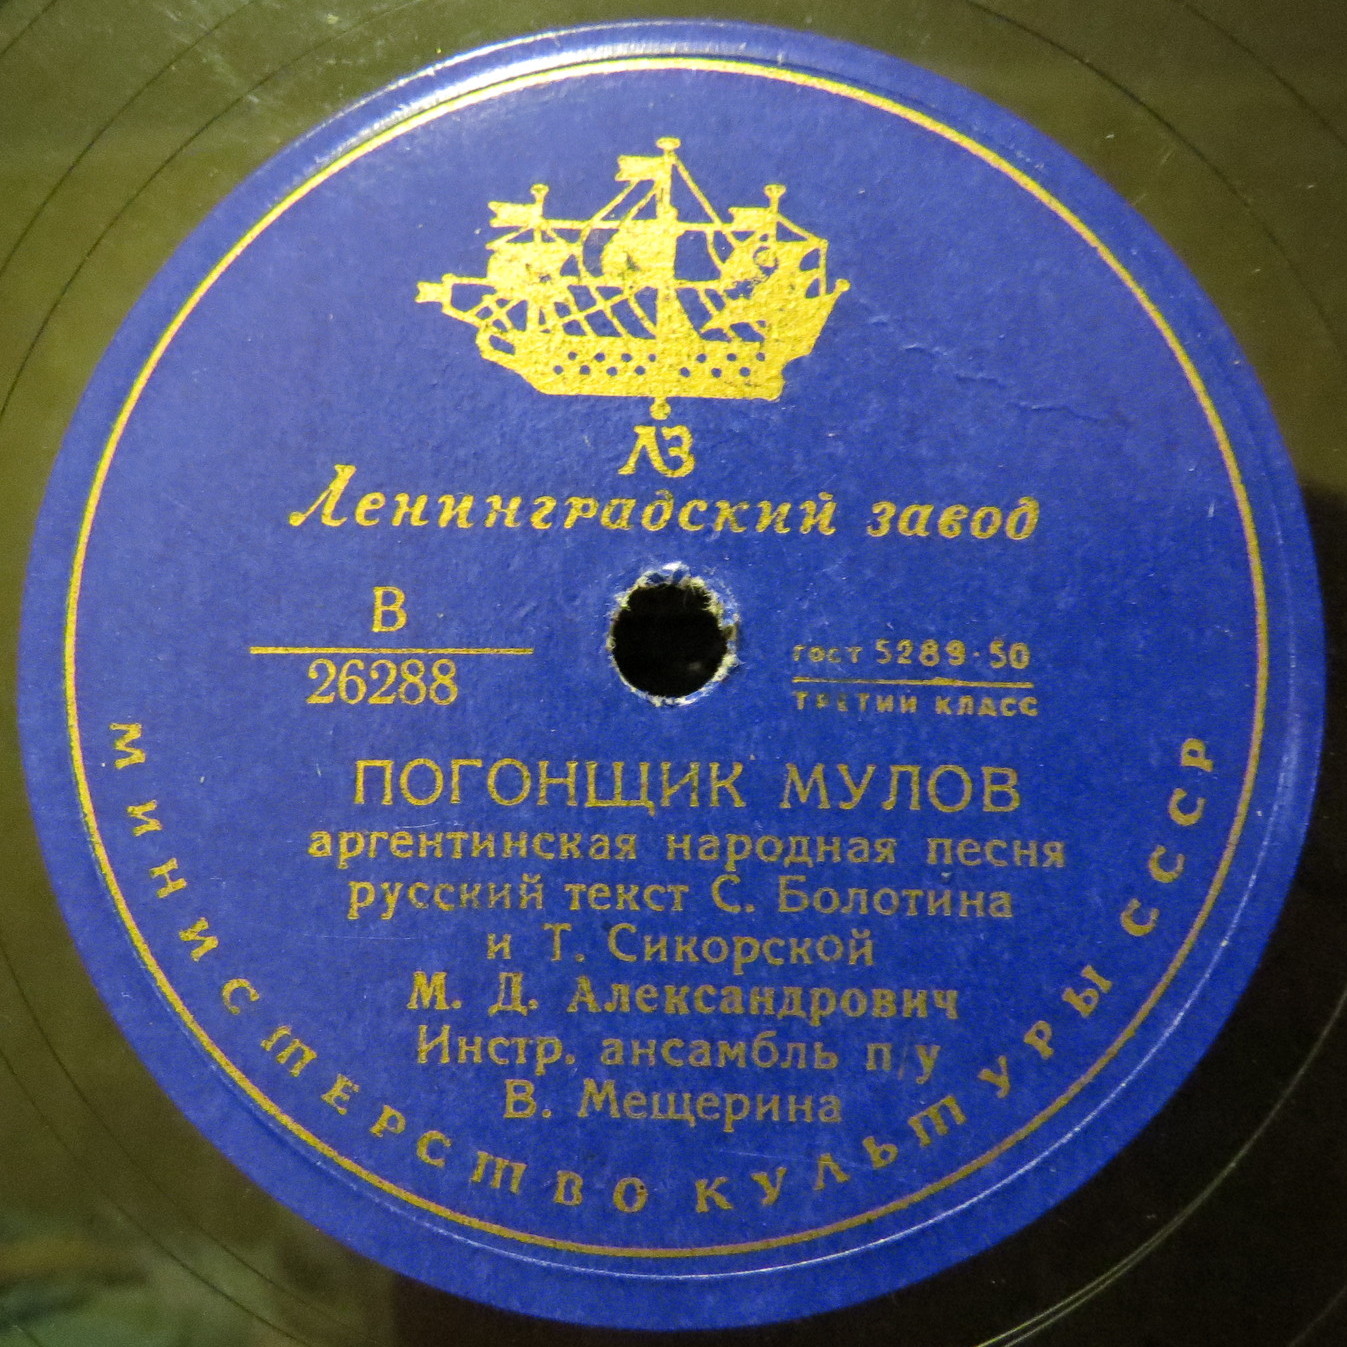 ЛЗ
Ленинградский завод
В
26288
ГОСТ 5289-50
ТРЕТИЙ КЛАСС
ПОГОНЩИК МУЛОВ
аргентинская народная песня
русский текст С. Болотина
и Т. Сикорской
М. Д. Александрович
Инстр. ансамбль п/у
В. Мещерина
МИНИСТЕРСТВО КУЛЬТУРЫ СССР